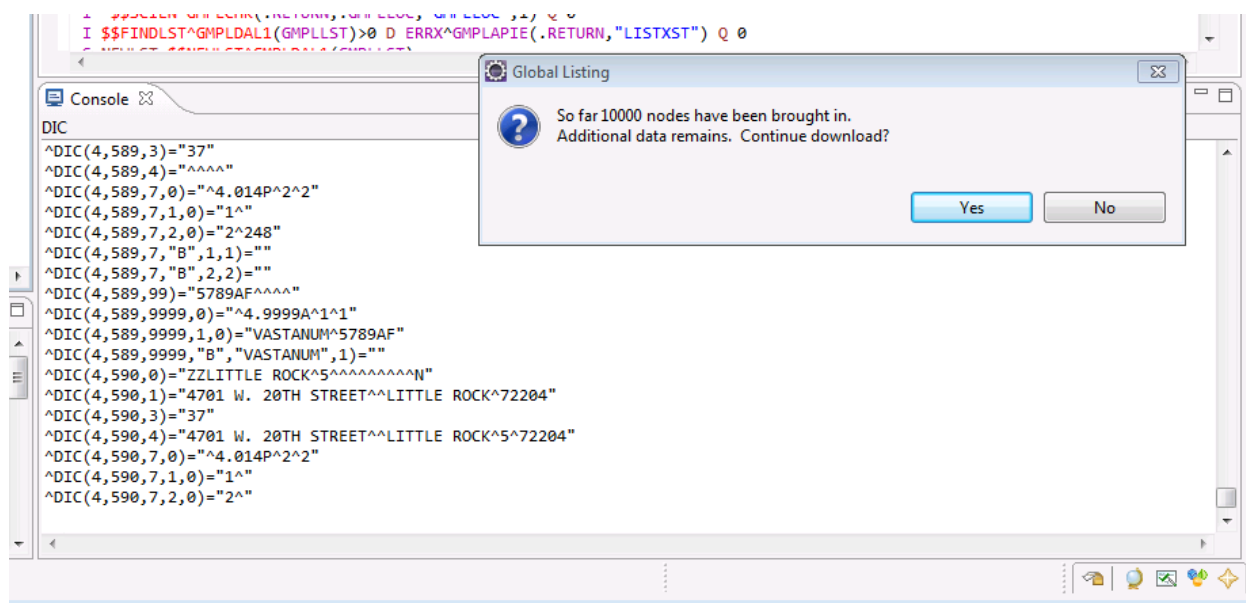 I $$FINDLST^GMPLDAL1(GMPLLST)>0 D ERRX^GMPLAPIE(.RETURN,"LISTXST") Q 0
Global Listing
So far 10000 nodes have been brought in.
Additional data remains. Continue download?
Yes No
Console
DIC
^DIC(4,589,3)="37"
^DIC(4,589,4)="^^^^"
^DIC(4,589,7,0)="^4.014P^2^2"
^DIC(4,589,7,1,0)="1^"
^DIC(4,589,7,2,0)="2^248"
^DIC(4,589,7,"B",1,1)=""
^DIC(4,589,7,"B",2,2)=""
^DIC(4,589,99)="5789AF^^^^"
^DIC(4,589,9999,0)="^4.9999A^1^1"
^DIC(4,589,9999,1,0)="VASTANUM^5789AF"
^DIC(4,589,9999,"B","VASTANUM",1)=""
^DIC(4,590,0)="ZZLITTLE ROCK^5^^^^^^^^^N"
^DIC(4,590,1)="4701 W. 20TH STREET^^LITTLE ROCK^72204"
^DIC(4,590,3)="37"
^DIC(4,590,4)="4701 W. 20TH STREET^^LITTLE ROCK^5^72204"
^DIC(4,590,7,0)="^4.014P^2^2"
^DIC(4,590,7,1,0)="1^"
^DIC(4,590,7,2,0)="2^"